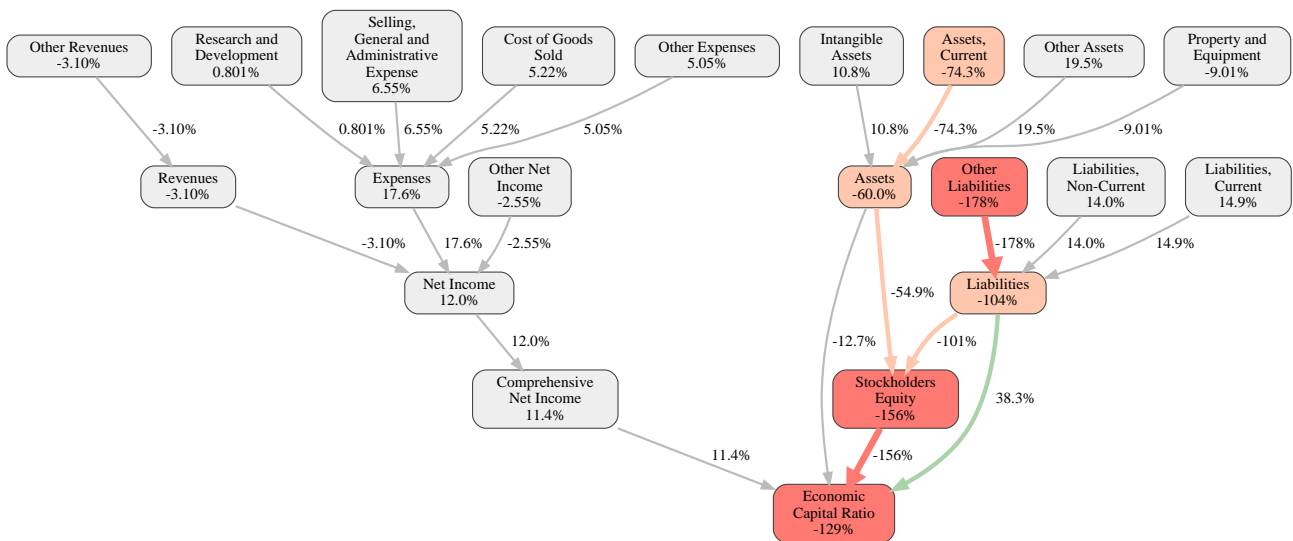 Other Revenues
-3.10%
Research and
Development
0.801%
Selling,
General and
Administrative
Expense
6.55%
Cost of Goods
Sold
5.22%
Other Expenses
5.05%
Intangible
Assets
10.8%
Assets,
Current
-74.3%
Other Assets
19.5%
Property and
Equipment
-9.01%
-3.10%
0.801%
6.55%
5.22%
5.05%
10.8%
-74.3%
19.5%
-9.01%
Revenues
-3.10%
Expenses
17.6%
Other Net
Income
-2.55%
Assets
-60.0%
Other
Liabilities
-178%
Liabilities,
Non-Current
14.0%
Liabilities,
Current
14.9%
-3.10%
17.6%
-2.55%
-178%
14.0%
14.9%
Net Income
12.0%
-54.9%
Liabilities
-104%
12.0%
-12.7%
-101%
Comprehensive
Net Income
11.4%
Stockholders
Equity
-156%
38.3%
11.4%
-156%
Economic
Capital Ratio
-129%